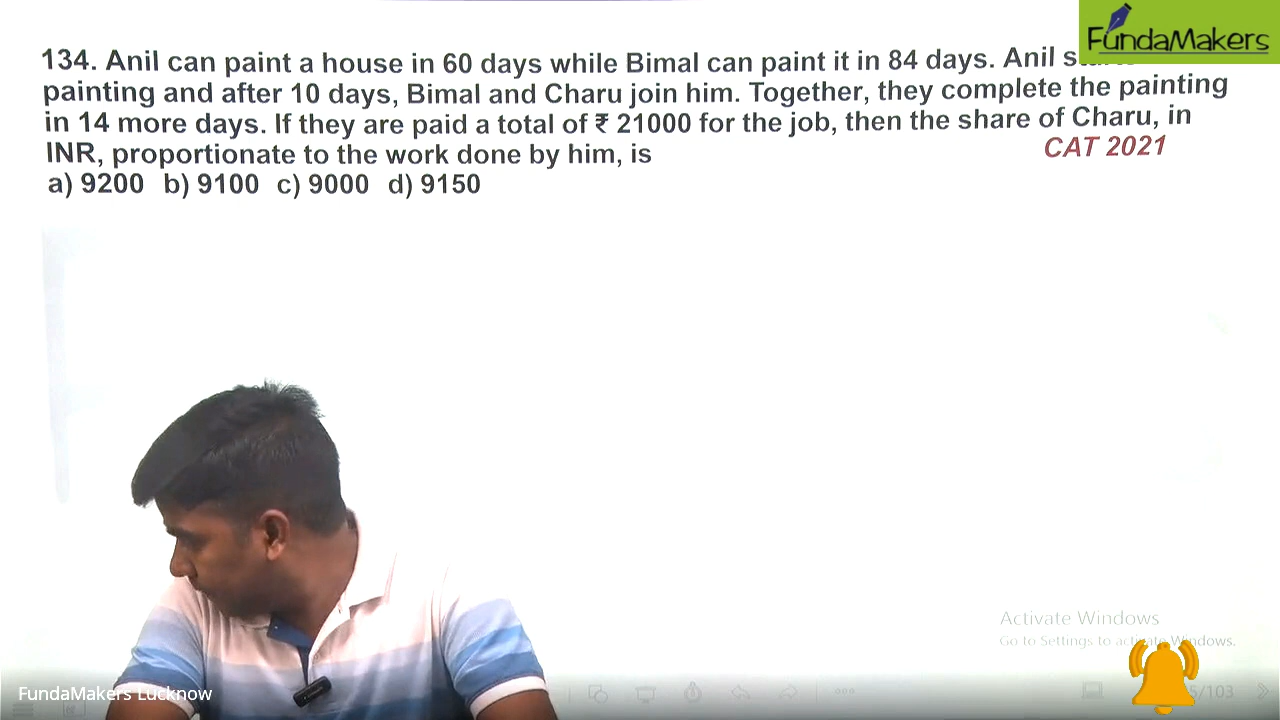 FundaMakers
134. Anil can paint a house in 60 days while Bimal can paint it in 84 days. Anil
painting and after 10 days, Bimal and Charu join him. Together, they complete the painting
in 14 more days. If they are paid a total of ₹ 21000 for the job, then the share of Charu, in
INR, proportionate to the work done by him, is
CAT 2021
a) 9200 b) 9100 c) 9000 d) 9150
Activate Windows
Go to Settings to activate Windows.
FundaMakers Lucknow
5/103